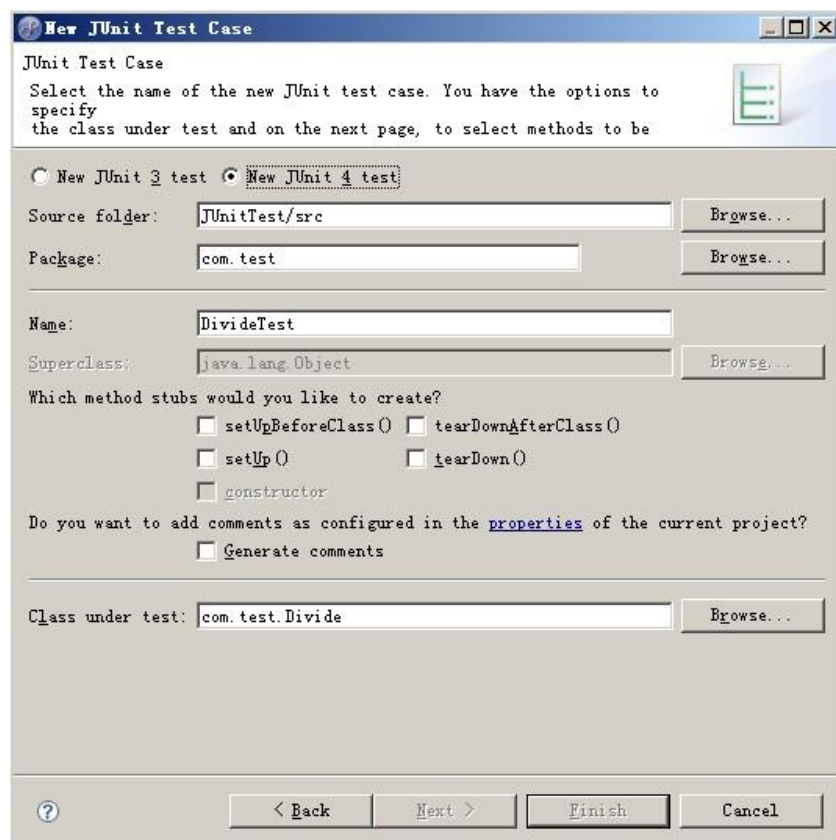 New JUnit Test Case
JUnit Test Case
Select the name of the new JUnit test case. You have the options to
specify
the class under test and on the next page, to select methods to be
New JUnit 3 test New JUnit 4 test
Source folder: JUnitTest/src Browse...
Package: com.test Browse...
Name: DivideTest
Superclass: java.lang.Object Browse...
Which method stubs would you like to create?
setUpBeforeClass() tearDownAfterClass()
setUp() tearDown()
constructor
Do you want to add comments as configured in the properties of the current project?
Generate comments
Class under test: com.test.Divide Browse...
? < Back Next > Finish Cancel